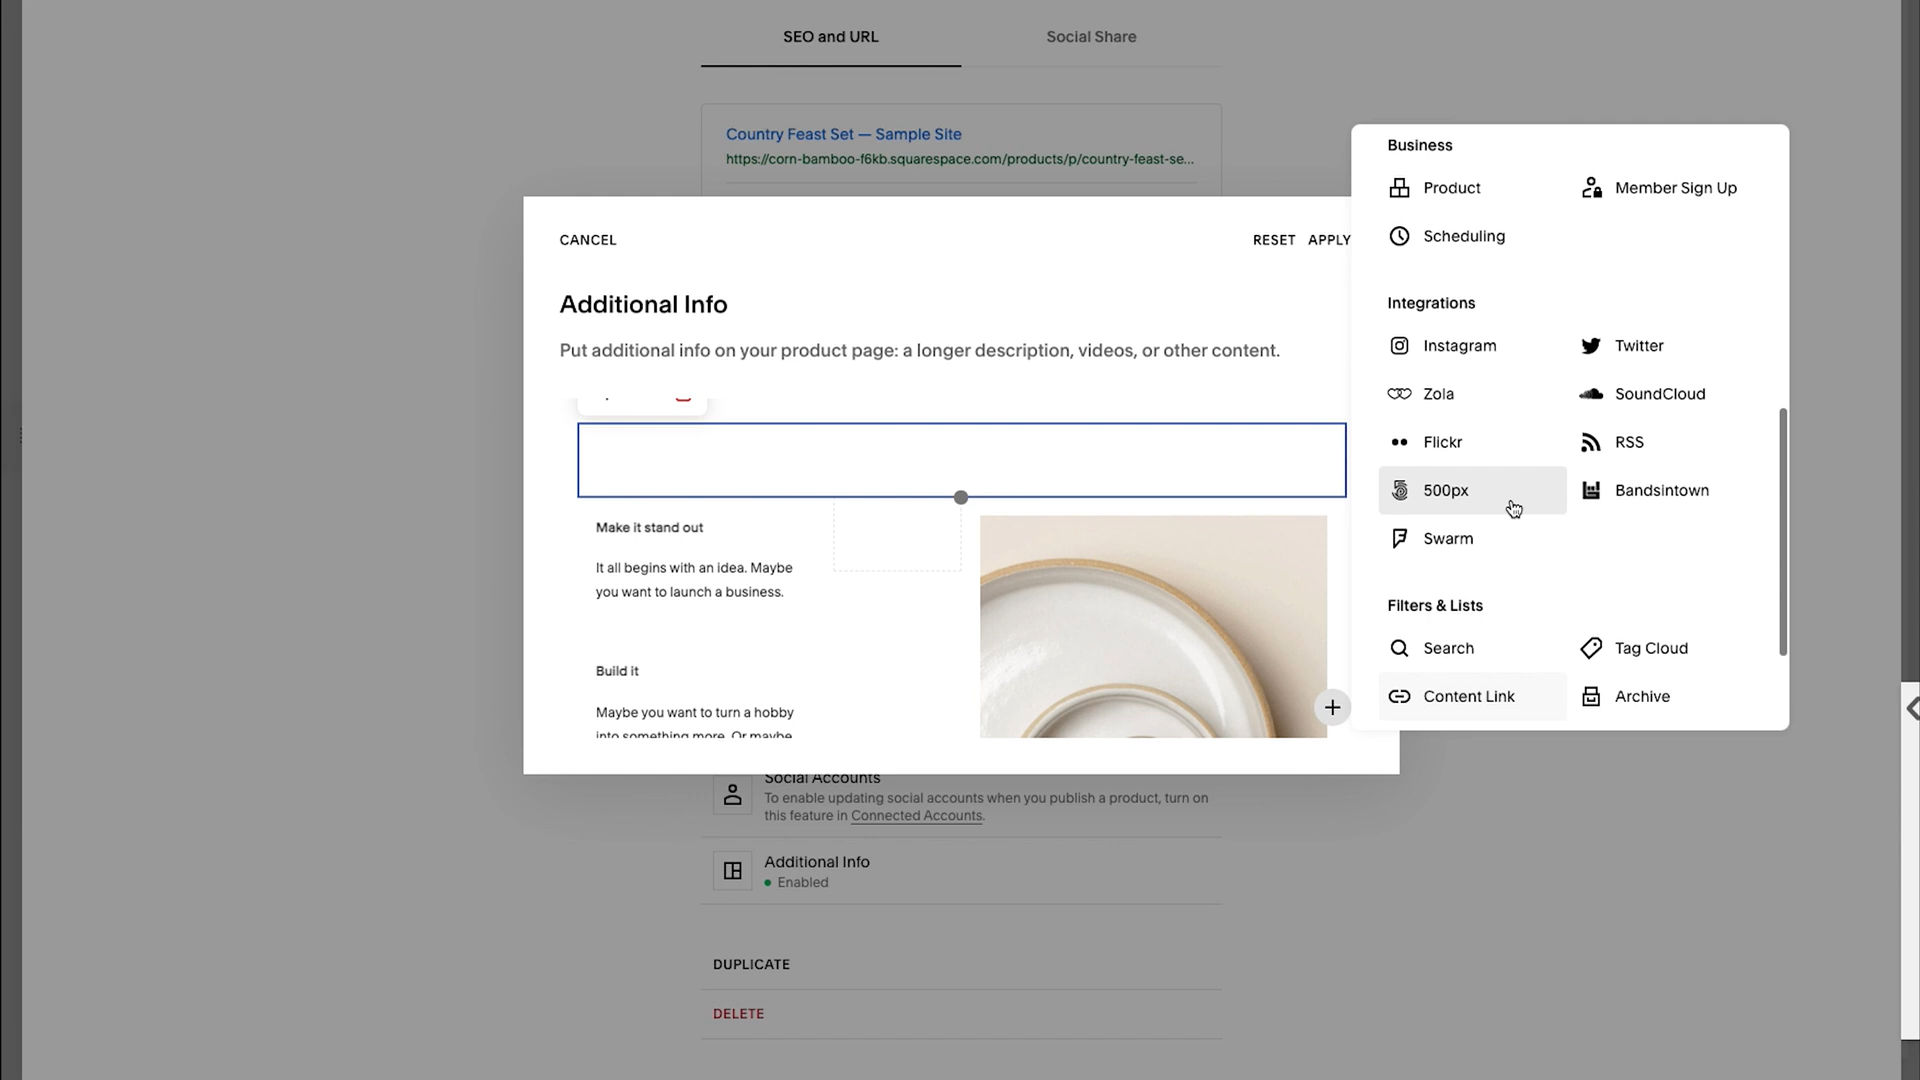 SEO and URL
Social Share
Country Feast Set — Sample Site
https://corn-bamboo-f6kb.squarespace.com/products/p/country-feast-se...
CANCEL
RESET
APPLY
Additional Info
Put additional info on your product page: a longer description, videos, or other content.
Make it stand out
It all begins with an idea. Maybe
you want to launch a business.
Build it
Maybe you want to turn a hobby
into something more. Or maybe
Business
Product
Member Sign Up
Scheduling
Integrations
Instagram
Twitter
Zola
SoundCloud
Flickr
RSS
500px
Bandsintown
Swarm
Filters & Lists
Search
Tag Cloud
Content Link
Archive
Social Accounts
To enable updating social accounts when you publish a product, turn on
this feature in Connected Accounts.
Additional Info
Enabled
DUPLICATE
DELETE